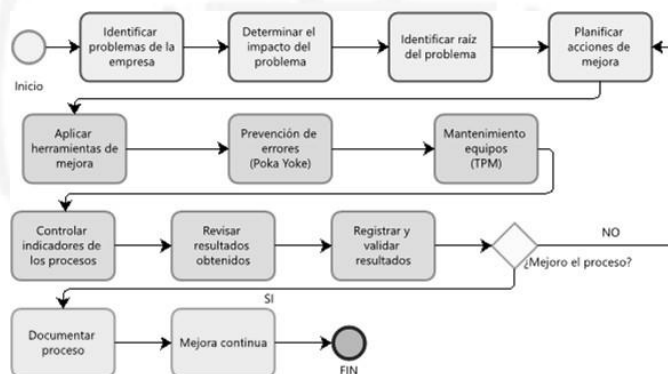 Identificar
problemas de la
empresa
Determinar el
impacto del
problema
Identificar raíz
del problema
Planificar
acciones de
mejora
Inicio
Aplicar
herramientas de
mejora
Prevención de
errores
(Poka Yoke)
Mantenimiento
equipos
(TPM)
Controlar
indicadores de
los procesos
Revisar
resultados
obtenidos
Registrar y
validar
resultados
NO
¿Mejoro el proceso?
SI
Documentar
proceso
Mejora continua
FIN